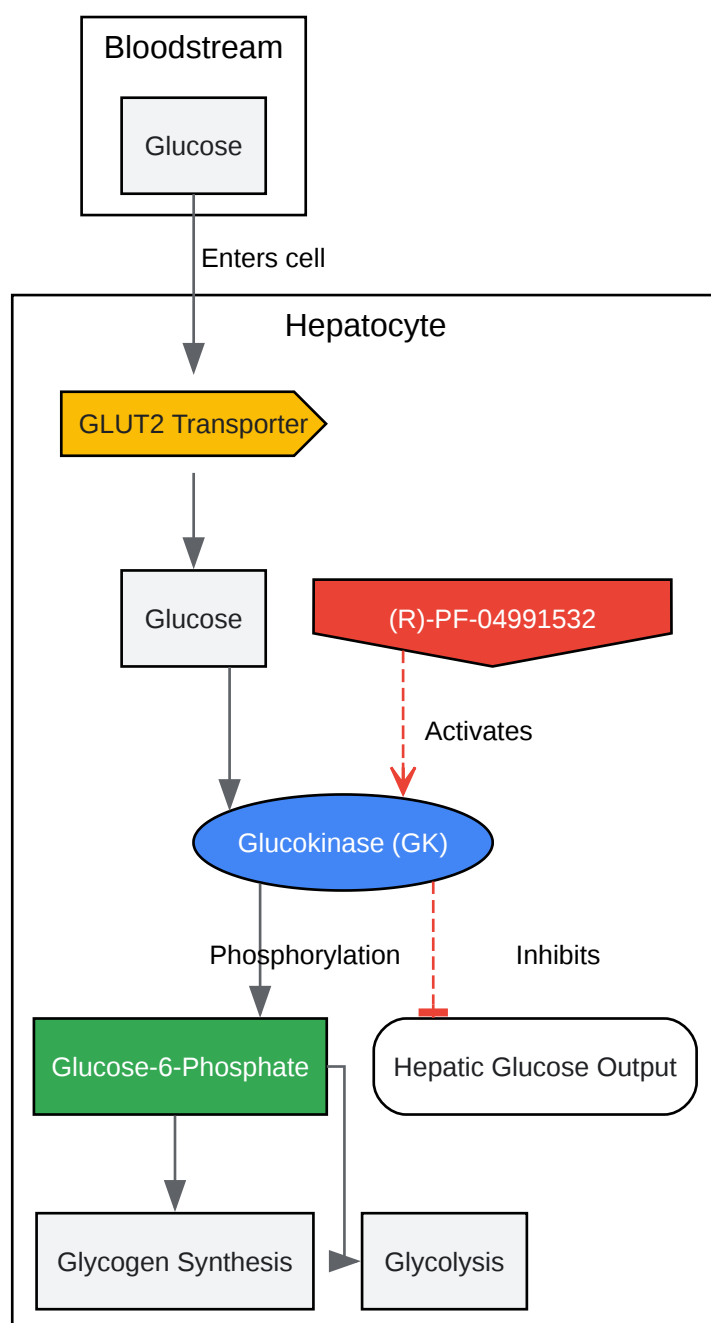 Bloodstream
Glucose
Enters cell
Hepatocyte
GLUT2 Transporter
Glucose
(R)-PF-04991532
Activates
Glucokinase (GK)
Phosphorylation
Inhibits
Glucose-6-Phosphate
Hepatic Glucose Output
Glycogen Synthesis
Glycolysis